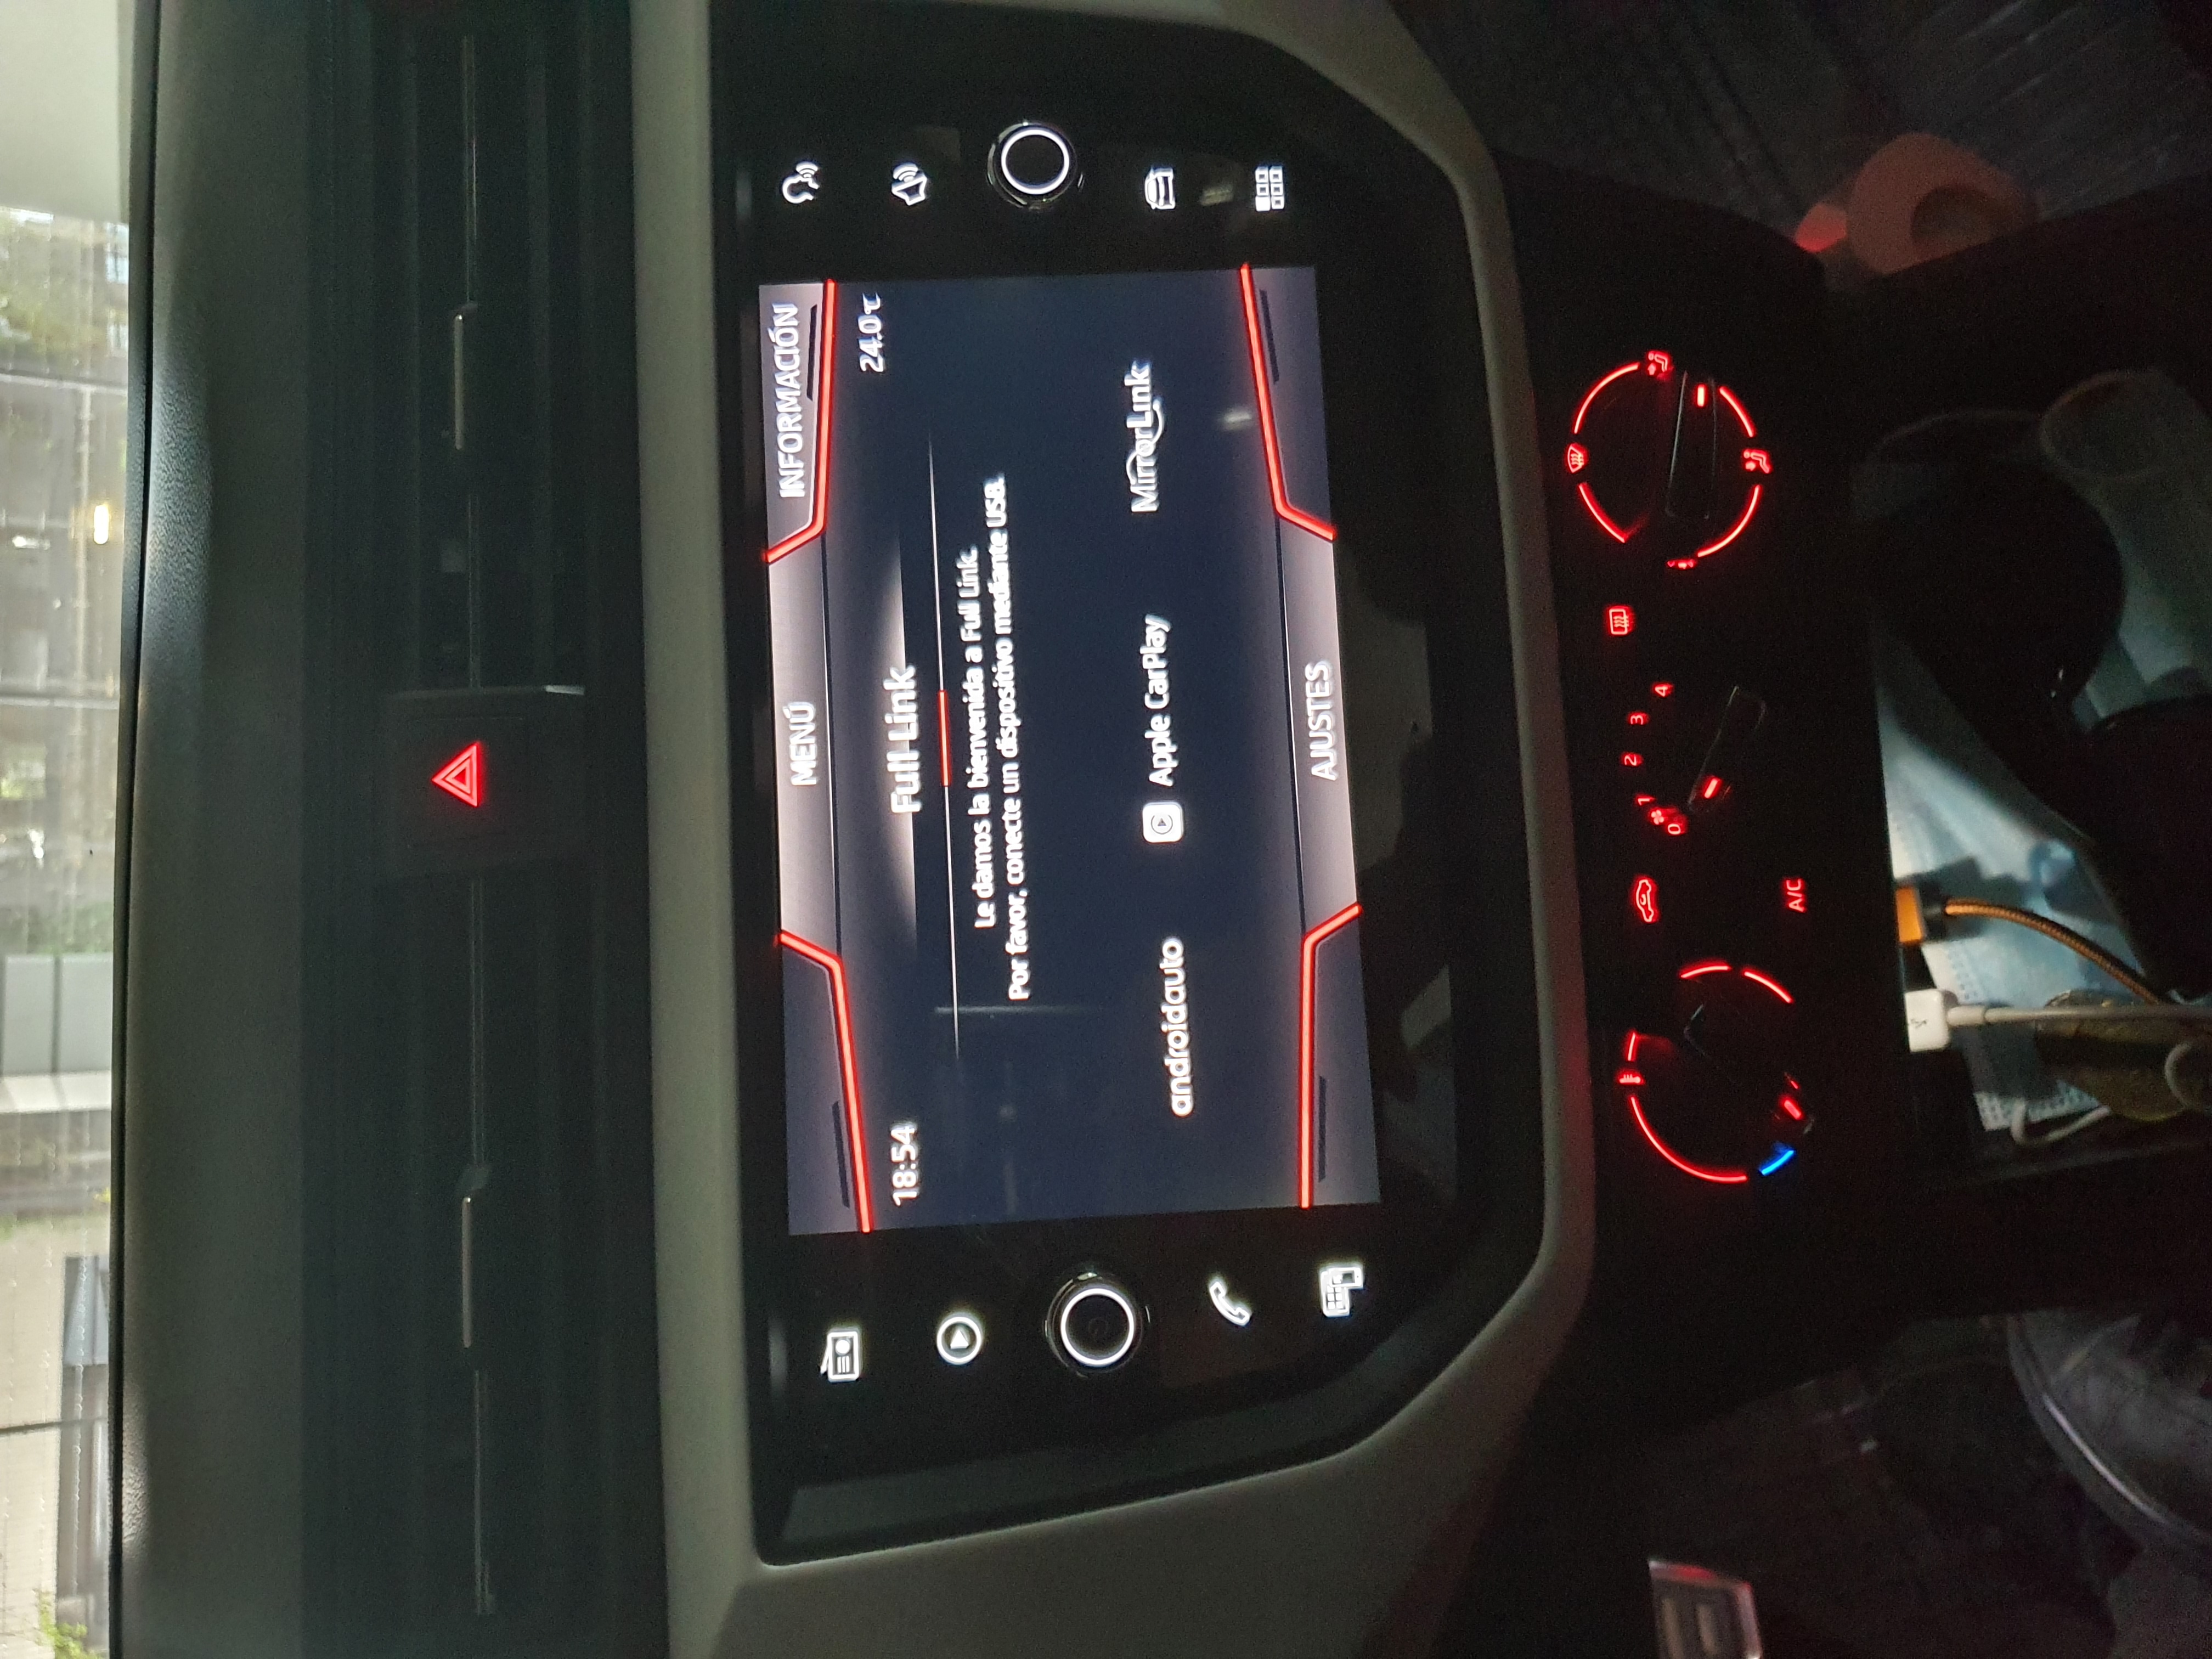 MENÚ
INFORMACIÓN
18:54
24.0℃
Full Link
Le damos la bienvenida a Full Link.
Por favor, conecte un dispositivo mediante USB.
androidauto
Apple CarPlay
MirrorLink
AJUSTES
0 1 2 3 4
A/C